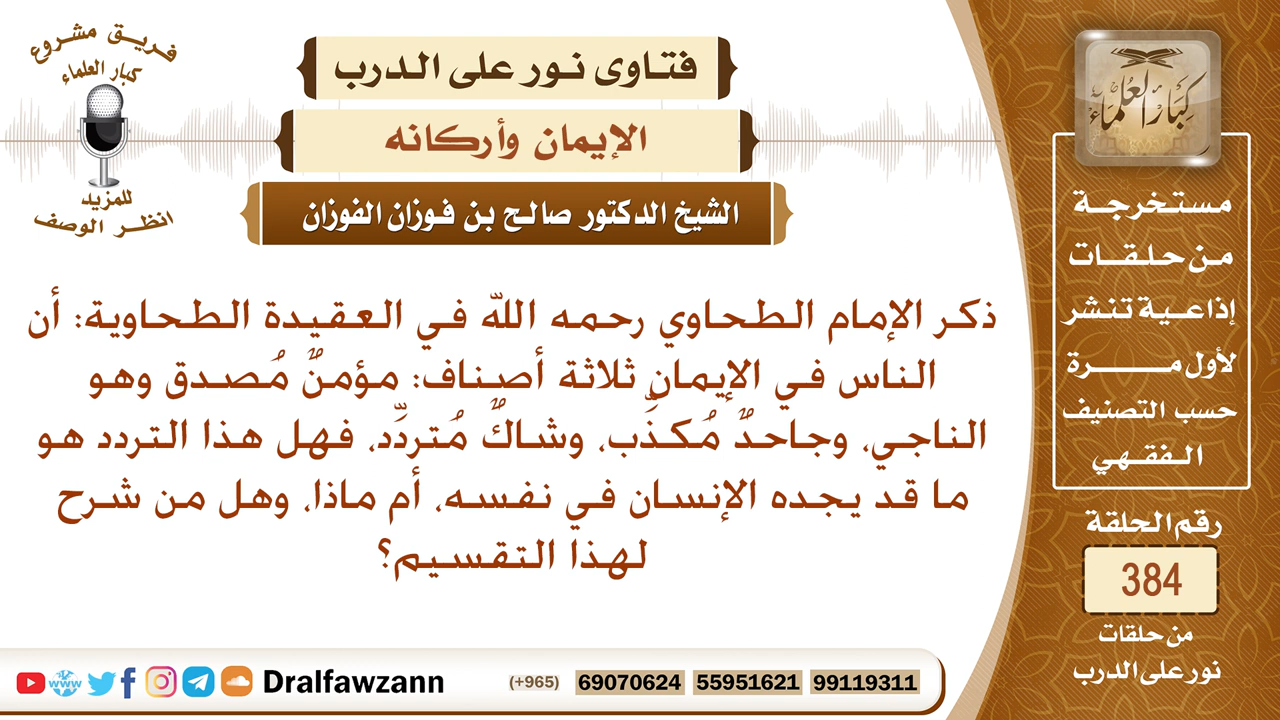 فريق مشروع
كبار العلماء
للمزيد
انظر الوصف
فتاوى نور على الدرب
الإيمان وأركانه
الشيخ الدكتور صالح بن فوزان الفوزان
ذكر الإمام الطحاوي رحمه الله في العقيدة الطحاوية: أن
الناس في الإيمان ثلاثة أصناف: مؤمنٌ مُصدق وهو
الناجي، وجاحدٌ مُكذِّب، وشاكٌ مُتردِّد، فهل هذا التردد هو
ما قد يجده الإنسان في نفسه، أم ماذا، وهل من شرح
لهذا التقسيم؟
كبار العلماء
مستخرجة
من حلقات
إذاعية تنشر
لأول مرة
حسب التصنيف
الفقهي
رقم الحلقة
384
من حلقات
نور على الدرب
www Dralfawzann (+965) 69070624 55951621 99119311